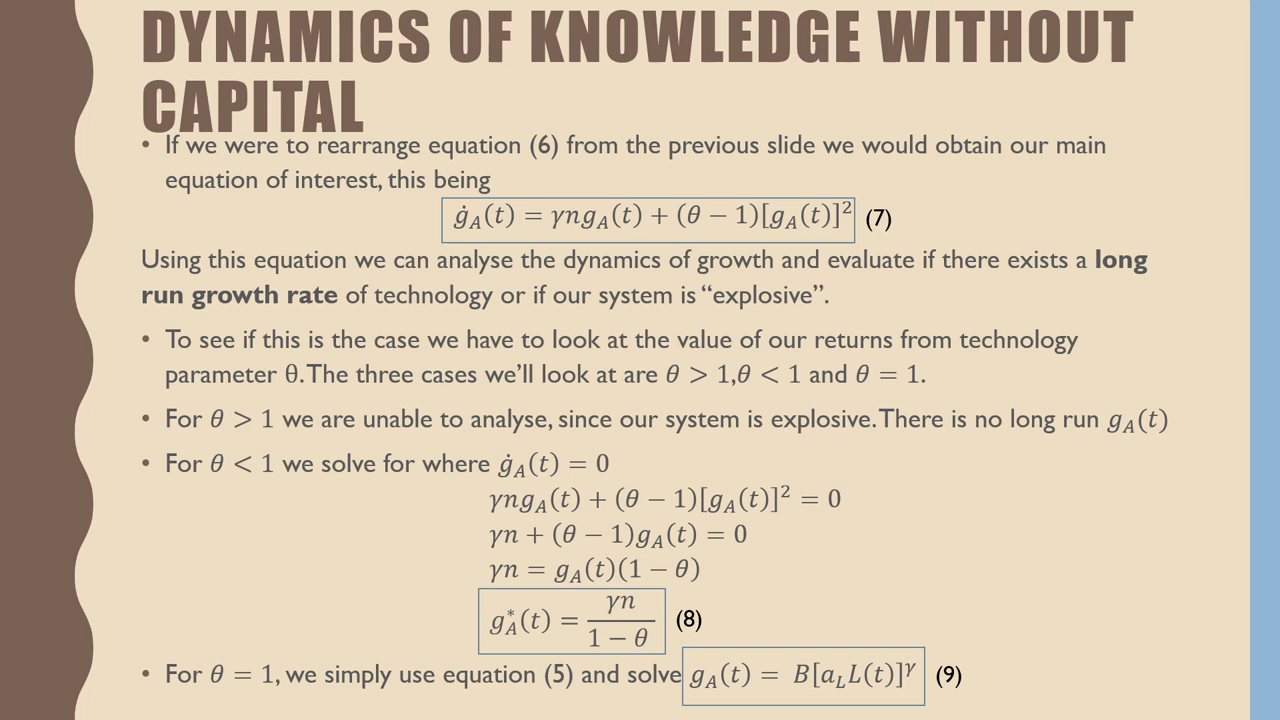 DYNAMICS OF KNOWLEDGE WITHOUT
CAPITAL
• If we were to rearrange equation (6) from the previous slide we would obtain our main
equation of interest, this being
ġ_A(t) = γng_A(t) + (θ − 1)[g_A(t)]² (7)
Using this equation we can analyse the dynamics of growth and evaluate if there exists a long
run growth rate of technology or if our system is “explosive”.
• To see if this is the case we have to look at the value of our returns from technology
parameter θ. The three cases we’ll look at are θ > 1, θ < 1 and θ = 1.
• For θ > 1 we are unable to analyse, since our system is explosive. There is no long run g_A(t)
• For θ < 1 we solve for where ġ_A(t) = 0
γng_A(t) + (θ − 1)[g_A(t)]² = 0
γn + (θ − 1)g_A(t) = 0
γn = g_A(t)(1 − θ)
g*_A(t) = γn / (1 − θ) (8)
• For θ = 1, we simply use equation (5) and solve g_A(t) = B[a_L L(t)]^γ (9)